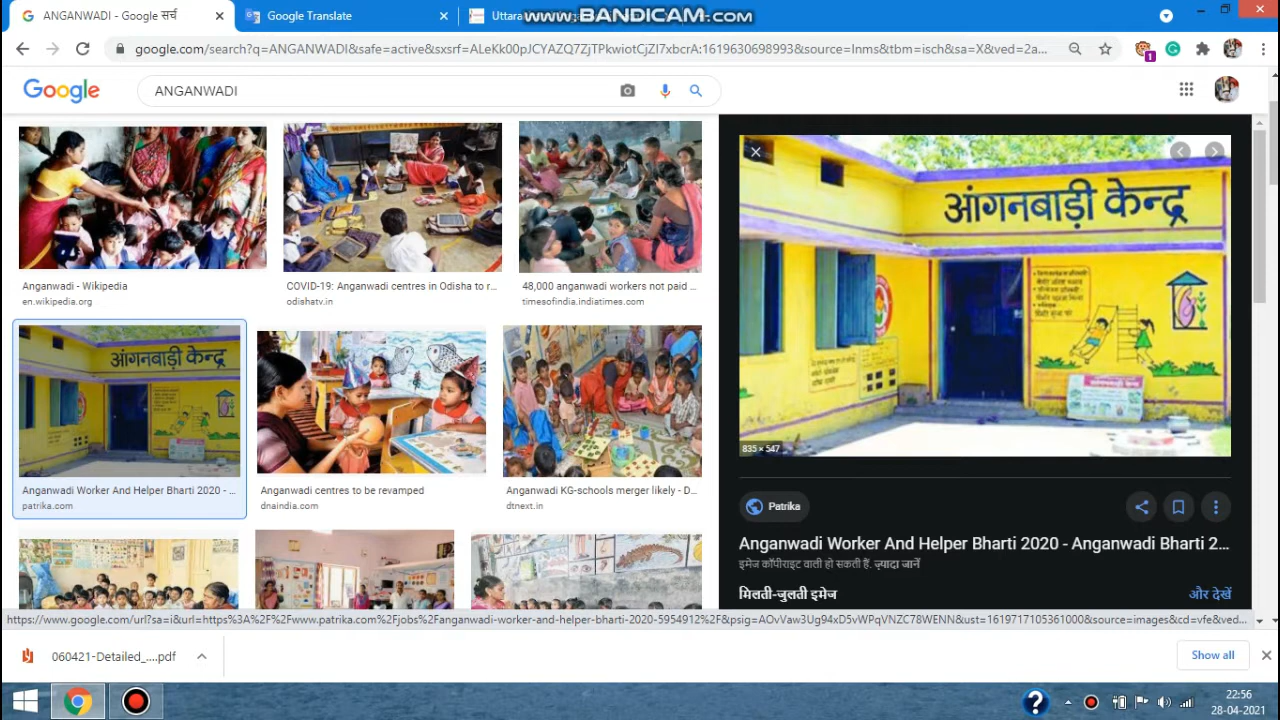 ANGANWADI - Google सर्च
Google Translate
Uttara
www.BANDICAM.com
google.com/search?q=ANGANWADI&safe=active&sxsrf=ALeKk00pJCYAZQ7ZjTPkwiotCjZI7xbcrA:1619630698993&source=lnms&tbm=isch&sa=X&ved=2a...
1
Google
ANGANWADI
Anganwadi - Wikipedia
en.wikipedia.org
COVID-19: Anganwadi centres in Odisha to r...
odishatv.in
48,000 anganwadi workers not paid ...
timesofindia.indiatimes.com
आंगनबाड़ी केन्द्र
Anganwadi Worker And Helper Bharti 2020 - ...
patrika.com
Anganwadi centres to be revamped
dnaindia.com
Anganwadi KG-schools merger likely - D...
dtnext.in
आंगनबाड़ी केन्द्र
835 × 547
Patrika
Anganwadi Worker And Helper Bharti 2020 - Anganwadi Bharti 2...
इमेज कॉपीराइट वाली हो सकती हैं. ज़्यादा जानें
मिलती-जुलती इमेज
और देखें
https://www.google.com/url?sa=i&url=https%3A%2F%2Fwww.patrika.com%2Fjobs%2Fanganwadi-worker-and-helper-bharti-2020-5954912%2F&psig=AOvVaw3Ug94xD5vWPqVNZC78WENN&ust=1619717105361000&source=images&cd=vfe&ved...
060421-Detailed_....pdf
Show all
22:56
28-04-2021